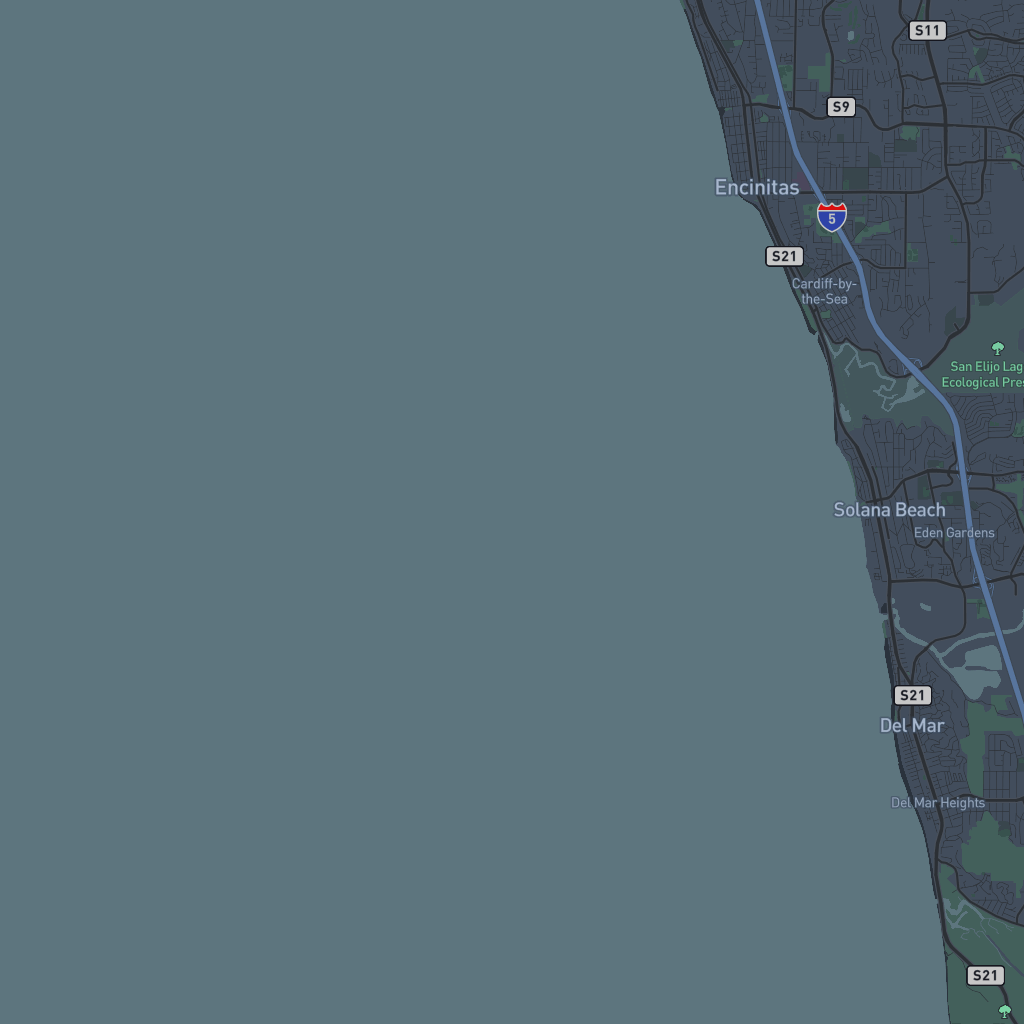 S11
S9
Encinitas
5
S21
Cardiff-by-
the-Sea
San Elijo Lag
Ecological Pres
Solana Beach
Eden Gardens
S21
Del Mar
Del Mar Heights
S21